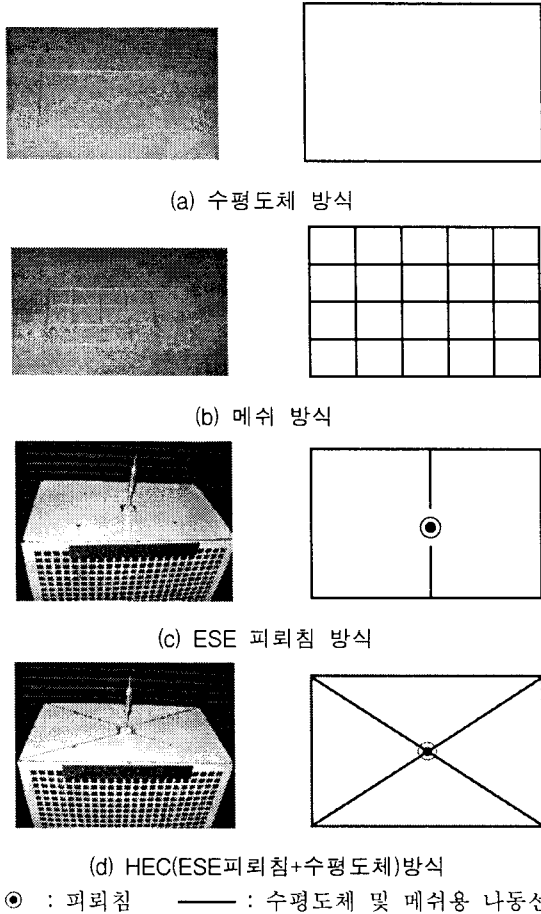 (a) 수평도체 방식
(b) 메쉬 방식
(c) ESE 피뢰침 방식
(d) HEC(ESE피뢰침+수평도체)방식
◉ : 피뢰침 —— : 수평도체 및 메쉬용 나동선